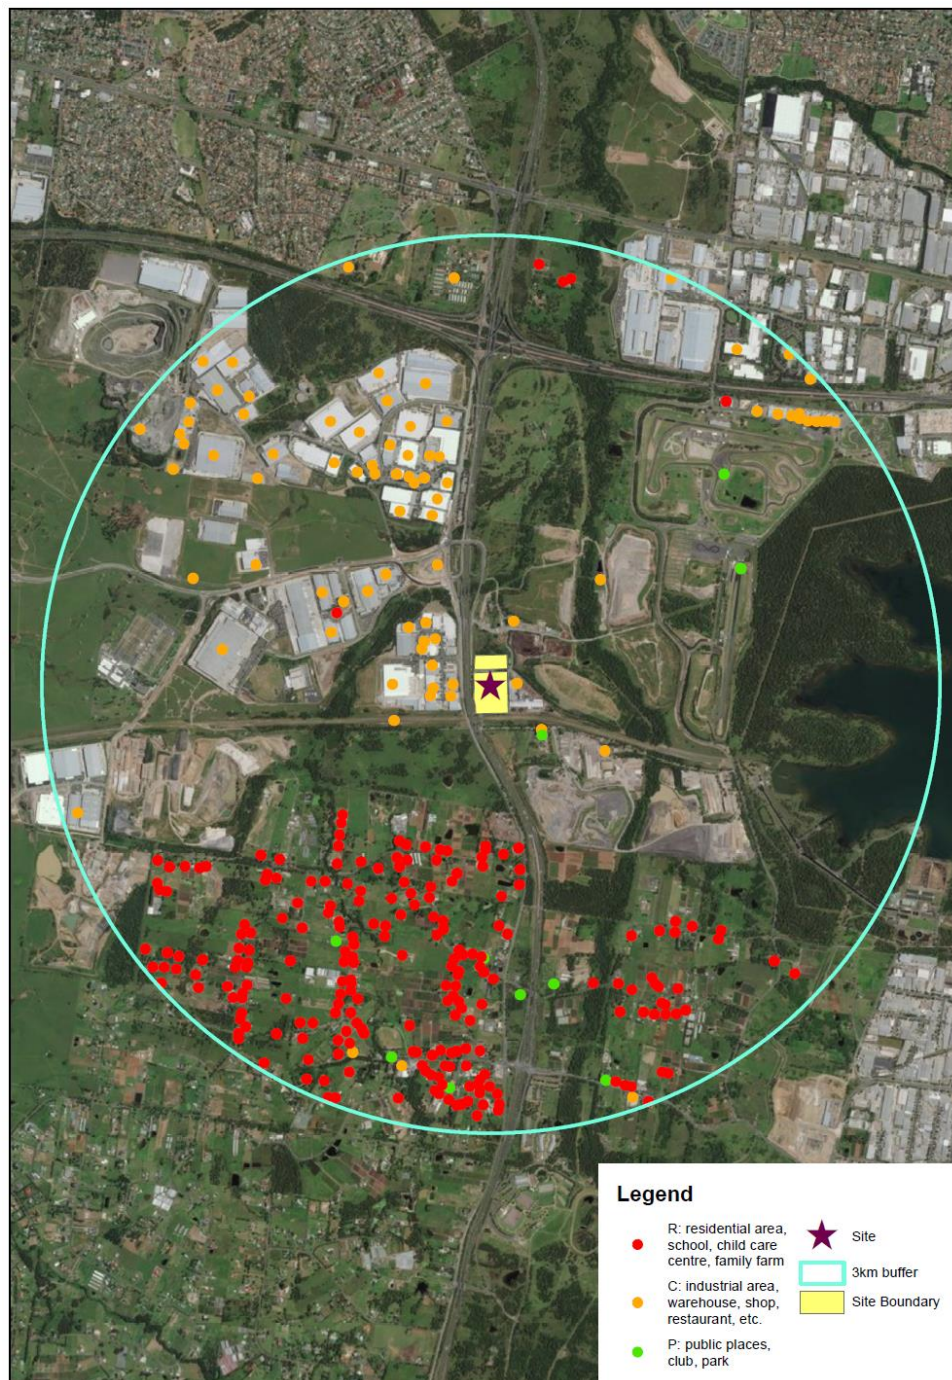 Legend
R: residential area,
school, child care
centre, family farm
C: industrial area,
warehouse, shop,
restaurant, etc.
P: public places,
club, park
Site
3km buffer
Site Boundary